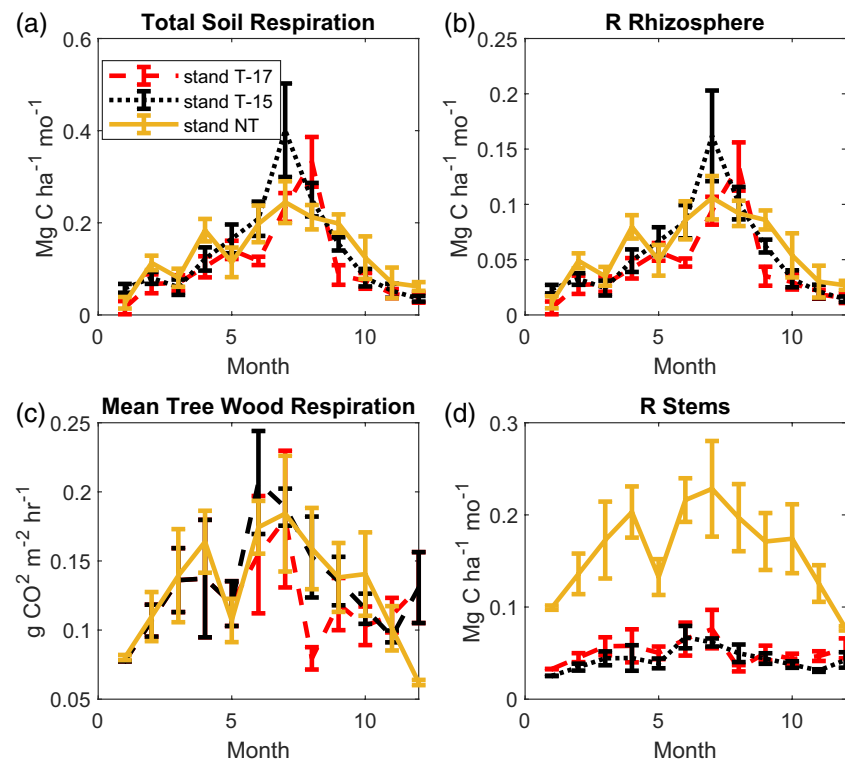 (a)
Total Soil Respiration
0.6
0.4
0.2
0
Mg C ha⁻¹ mo⁻¹
stand T-17
stand T-15
stand NT
0
5
10
Month
(b)
R Rhizosphere
0.25
0.2
0.15
0.1
0.05
0
Mg C ha⁻¹ mo⁻¹
0
5
10
Month
(c)
Mean Tree Wood Respiration
0.25
0.2
0.15
0.1
0.05
g CO² m⁻² hr⁻¹
0
5
10
Month
(d)
R Stems
0.3
0.2
0.1
0
Mg C ha⁻¹ mo⁻¹
0
5
10
Month